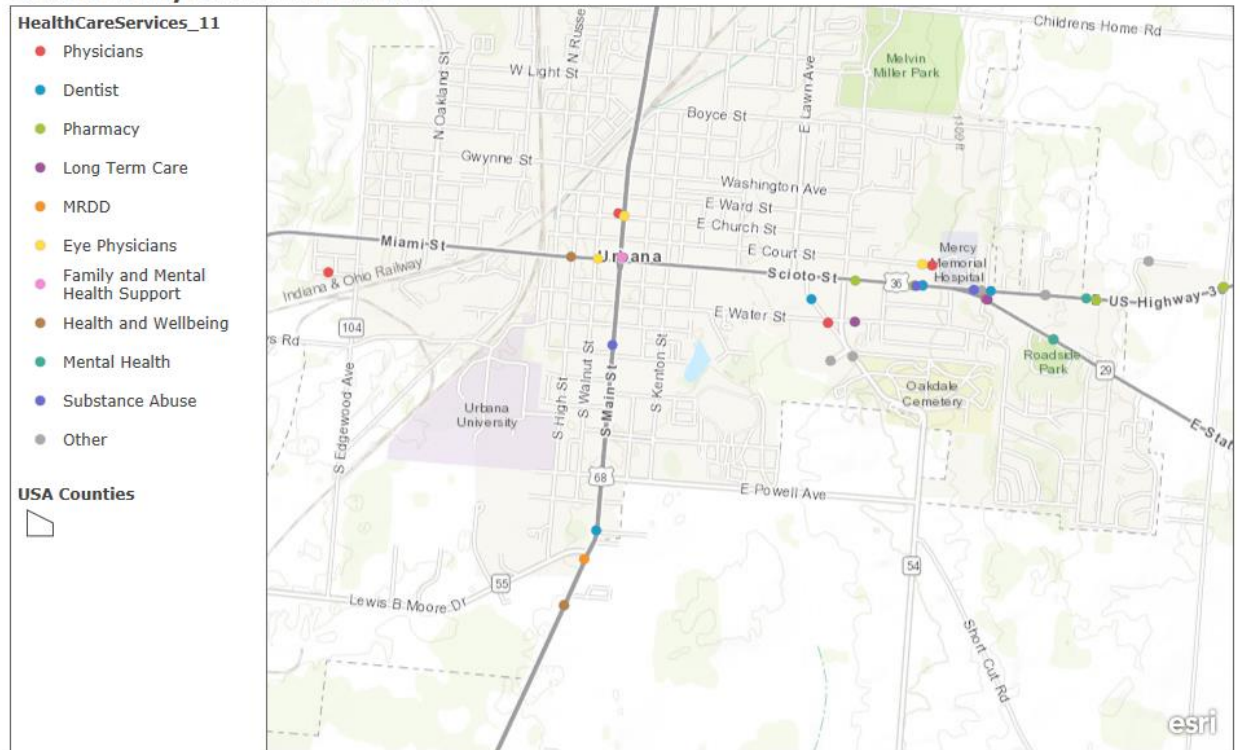 HealthCareServices_11
Physicians
Dentist
Pharmacy
Long Term Care
MRDD
Eye Physicians
Family and Mental
Health Support
Health and Wellbeing
Mental Health
Substance Abuse
Other
USA Counties
Childrens Home Rd
N Russe
N Oakland St
W Light St
E Lawn Ave
Melvin
Miller Park
Boyce St
1100 ft
Gwynne St
Washington Ave
E Ward St
E Church St
Miami St
Urbana
E Court St
Mercy
Memorial
Hospital
Scioto St
36
Indiana & Ohio Railway
US Highway 3
104
s Rd
E Water St
S Edgewood Ave
Urbana
University
S High St
S Walnut St
S Main St
S Kenton St
Oakdale
Cemetery
Roadside
Park
29
E Stat
68
E Powell Ave
55
54
Lewis B Moore Dr
Short Cut Rd
esri